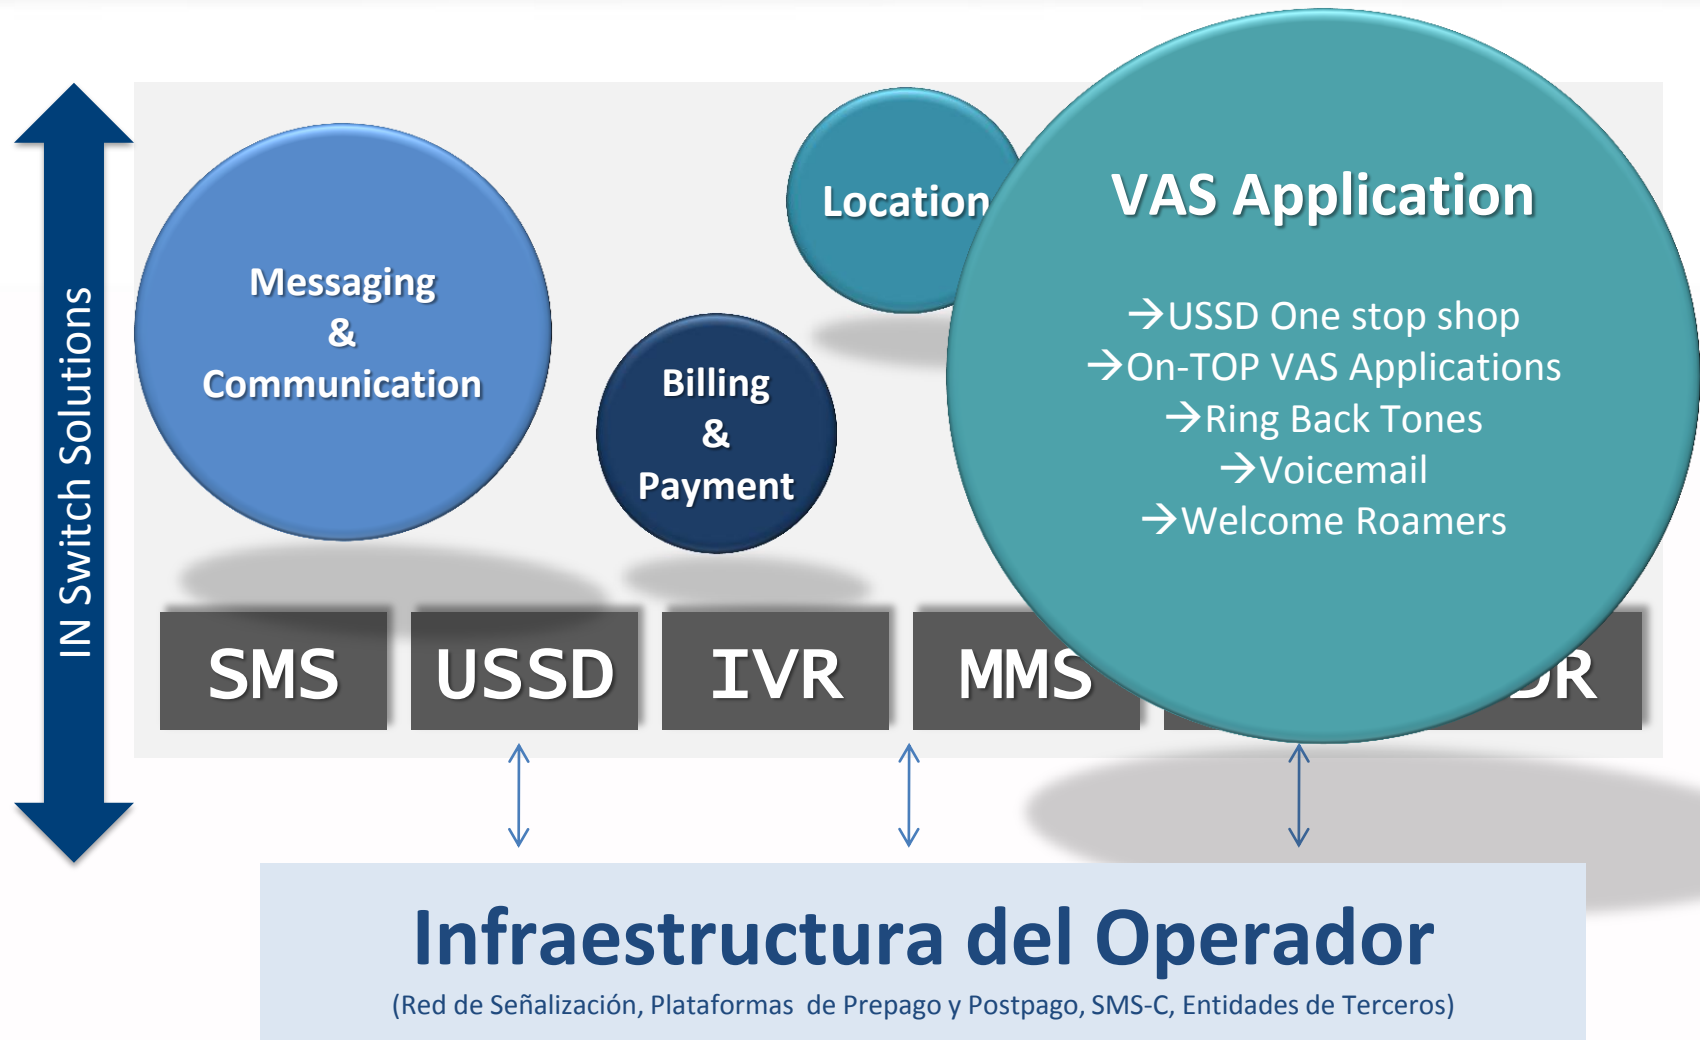 IN Switch Solutions
Messaging
&
Communication
Billing
&
Payment
Location
VAS Application
→USSD One stop shop
→On-TOP VAS Applications
→Ring Back Tones
→Voicemail
→Welcome Roamers
SMS
USSD
IVR
MMS
Infraestructura del Operador
(Red de Señalización, Plataformas de Prepago y Postpago, SMS-C, Entidades de Terceros)